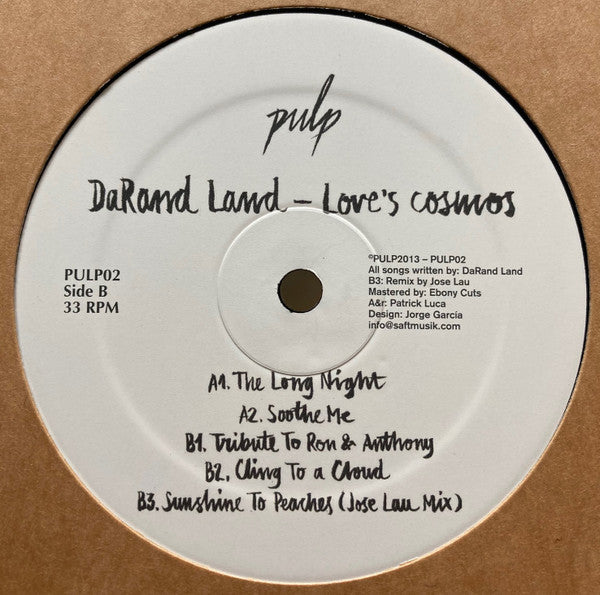 pulp
DaRand Land – Love's cosmos
PULP02
Side B
33 RPM
©PULP2013 – PULP02
All songs written by: DaRand Land
B3: Remix by Jose Lau
Mastered by: Ebony Cuts
A&r: Patrick Luca
Design: Jorge García
info@saftmusik.com
A1. The Long Night
A2. Soothe Me
B1. Tribute To Ron & Anthony
B2. Cling To a Cloud
B3. Sunshine To Peaches (Jose Lau Mix)